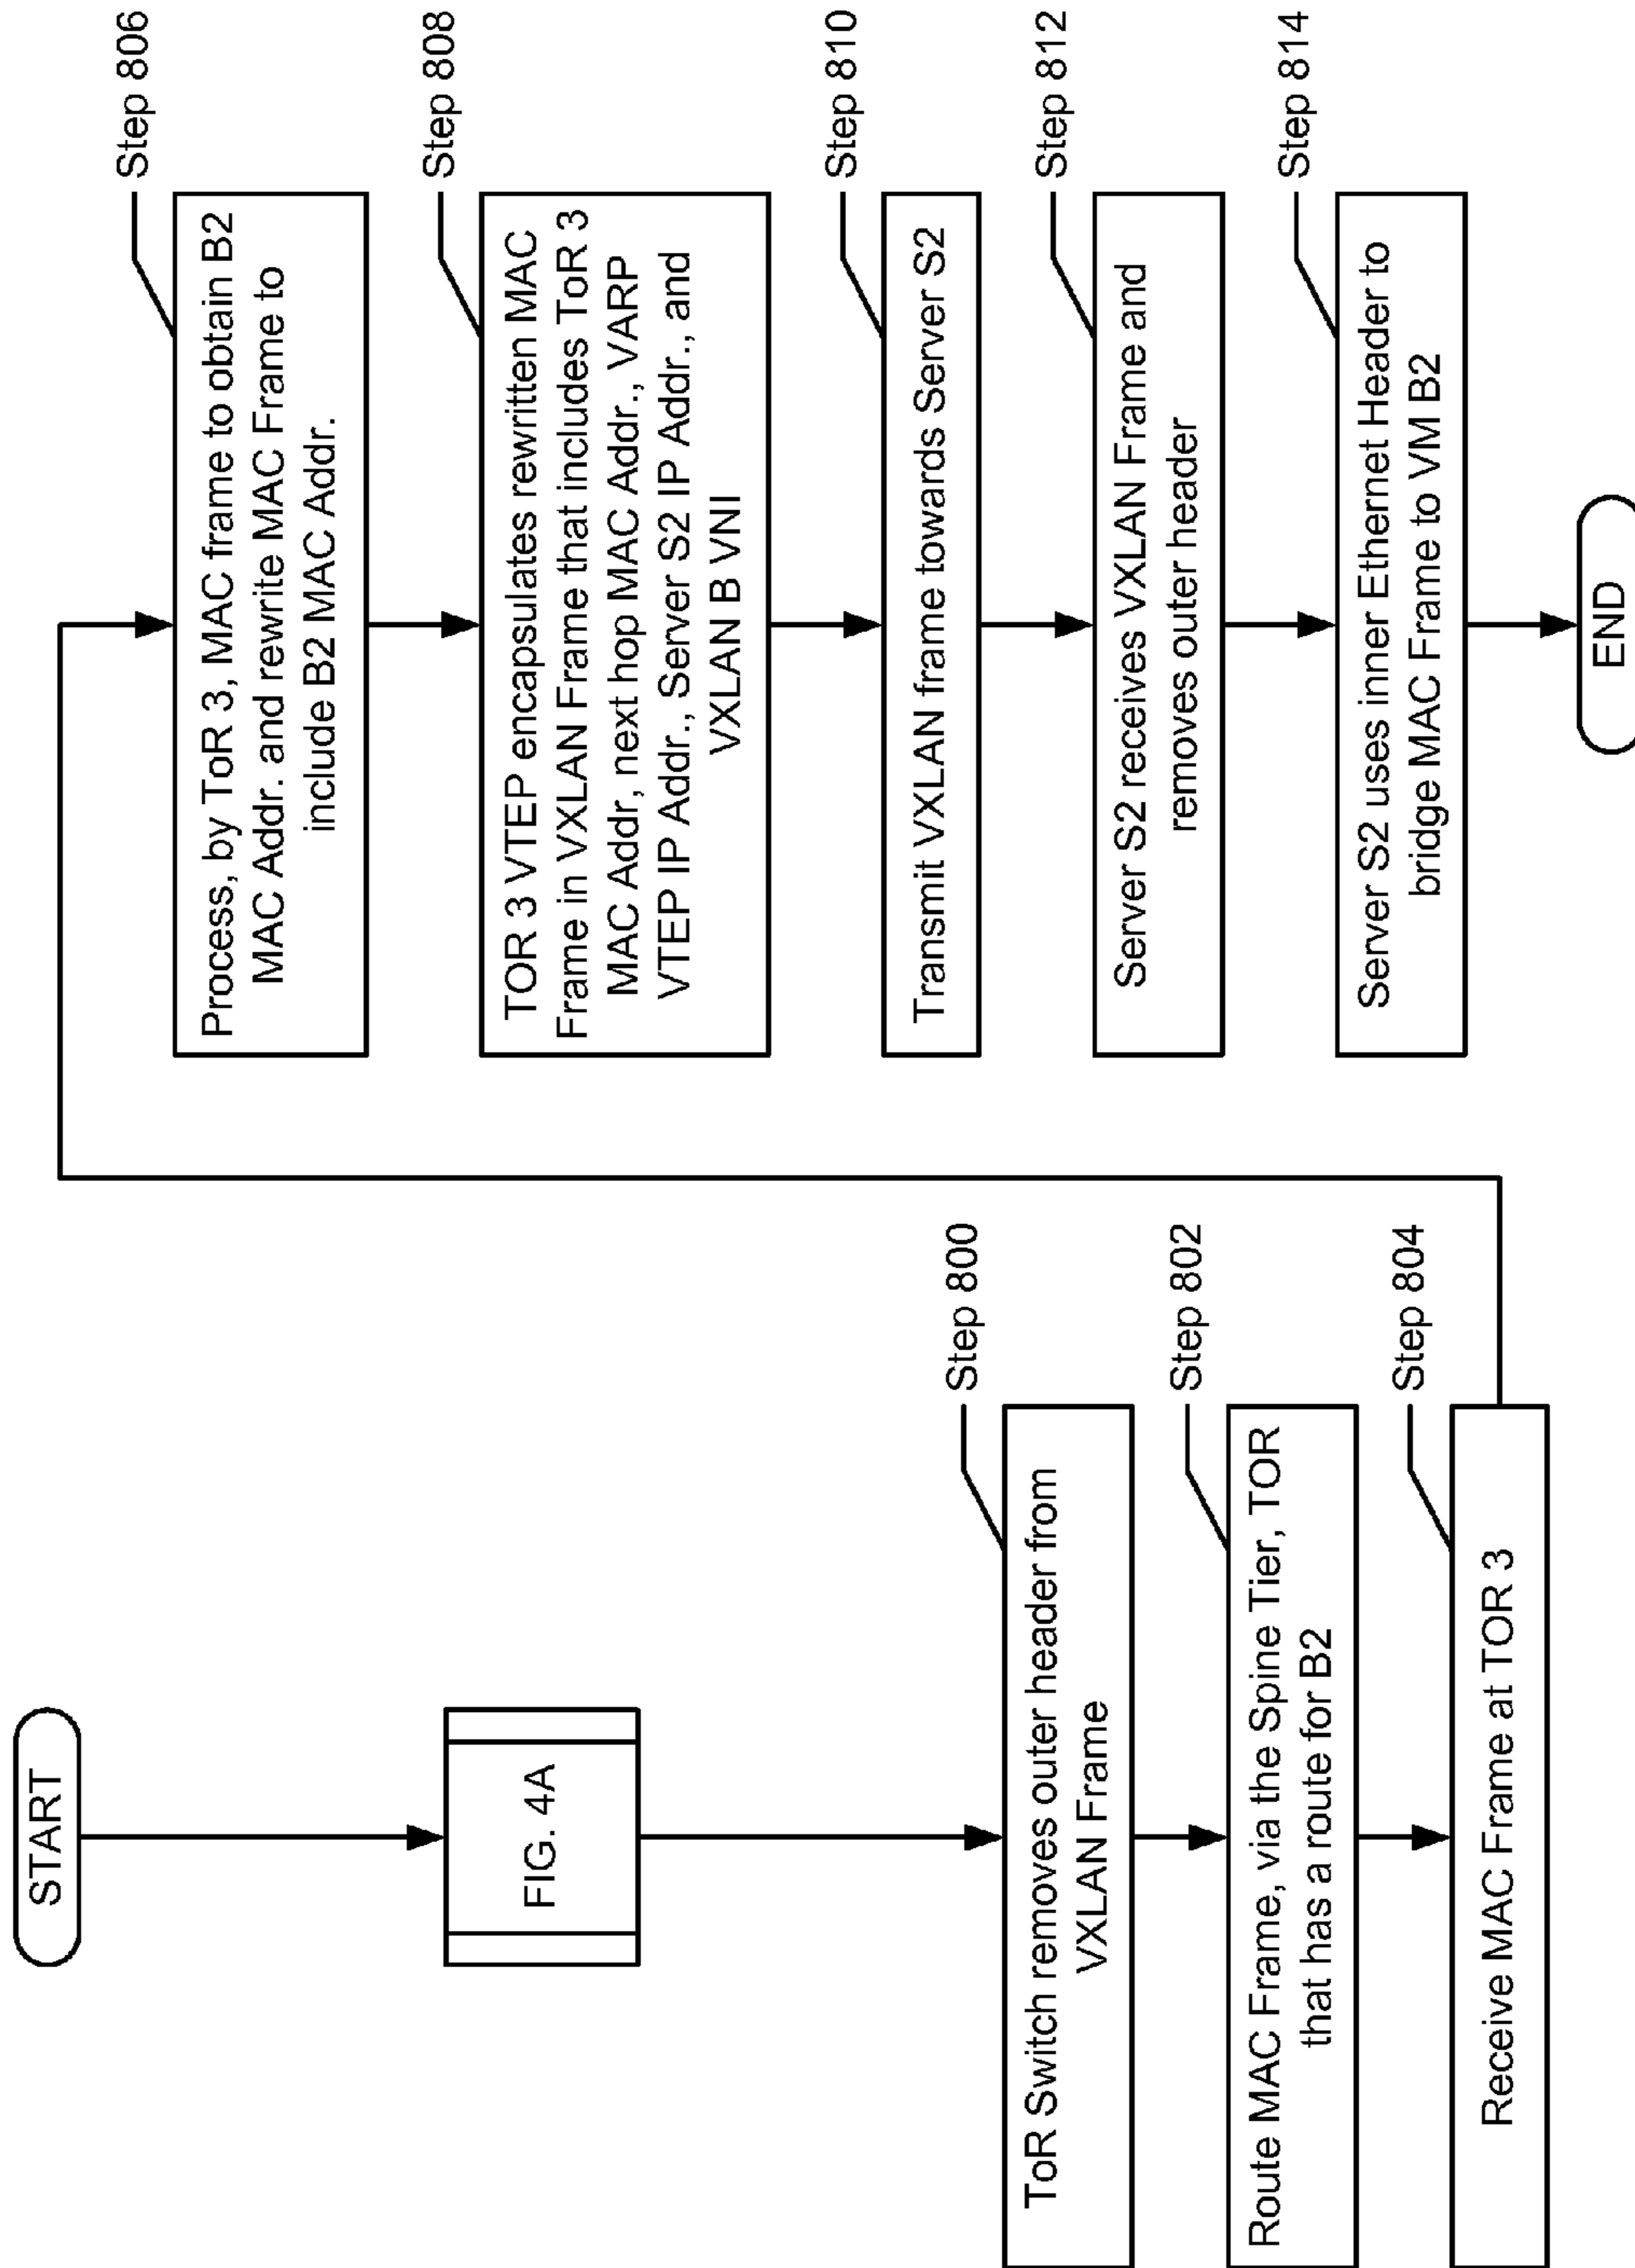 START
FIG. 4A
Step 800
ToR Switch removes outer header from
VXLAN Frame
Step 802
Route MAC Frame, via the Spine Tier, TOR
that has a route for B2
Step 804
Receive MAC Frame at TOR 3
Step 806
Process, by ToR 3, MAC frame to obtain B2
MAC Addr. and rewrite MAC Frame to
include B2 MAC Addr.
Step 808
TOR 3 VTEP encapsulates rewritten MAC
Frame in VXLAN Frame that includes ToR 3
MAC Addr, next hop MAC Addr., VARP
VTEP IP Addr., Server S2 IP Addr., and
VXLAN B VNI
Step 810
Transmit VXLAN frame towards Server S2
Step 812
Server S2 receives VXLAN Frame and
removes outer header
Step 814
Server S2 uses inner Ethernet Header to
bridge MAC Frame to VM B2
END